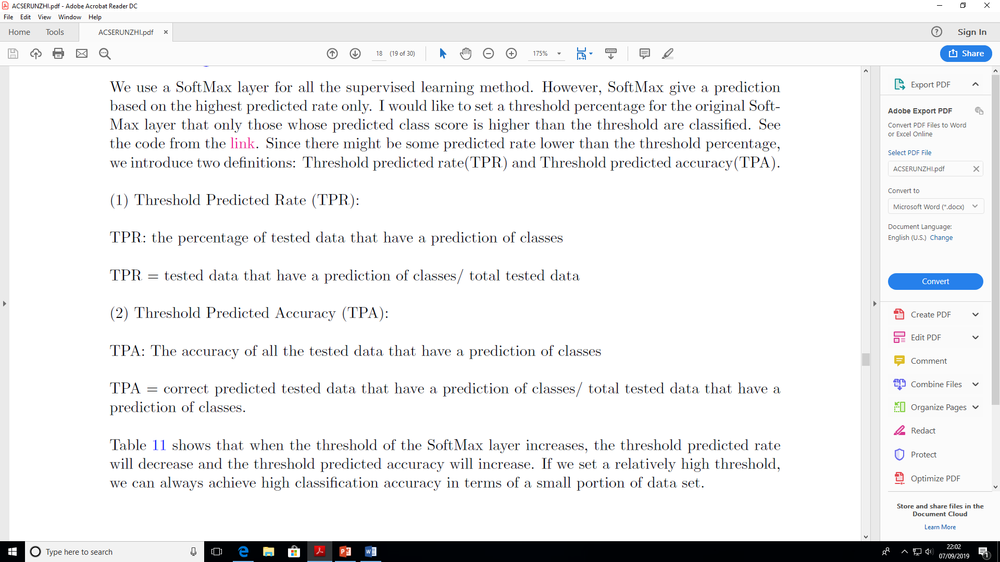 ACSERUNZHI.pdf - Adobe Acrobat Reader DC
File Edit View Window Help
Home Tools ACSERUNZHI.pdf Sign In
18 (19 of 30) 175% Share
We use a SoftMax layer for all the supervised learning method. However, SoftMax give a prediction
based on the highest predicted rate only. I would like to set a threshold percentage for the original Soft-
Max layer that only those whose predicted class score is higher than the threshold are classified. See
the code from the link. Since there might be some predicted rate lower than the threshold percentage,
we introduce two definitions: Threshold predicted rate(TPR) and Threshold predicted accuracy(TPA).
(1) Threshold Predicted Rate (TPR):
TPR: the percentage of tested data that have a prediction of classes
TPR = tested data that have a prediction of classes/ total tested data
(2) Threshold Predicted Accuracy (TPA):
TPA: The accuracy of all the tested data that have a prediction of classes
TPA = correct predicted tested data that have a prediction of classes/ total tested data that have a
prediction of classes.
Table 11 shows that when the threshold of the SoftMax layer increases, the threshold predicted rate
will decrease and the threshold predicted accuracy will increase. If we set a relatively high threshold,
we can always achieve high classification accuracy in terms of a small portion of data set.
Export PDF
Adobe Export PDF
Convert PDF Files to Word
or Excel Online
Select PDF File
ACSERUNZHI.pdf
Convert to
Microsoft Word (*.docx)
Document Language:
English (U.S.) Change
Convert
Create PDF
Edit PDF
Comment
Combine Files
Organize Pages
Redact
Protect
Optimize PDF
Store and share files in the
Document Cloud
Learn More
Type here to search
22:02
07/09/2019
1